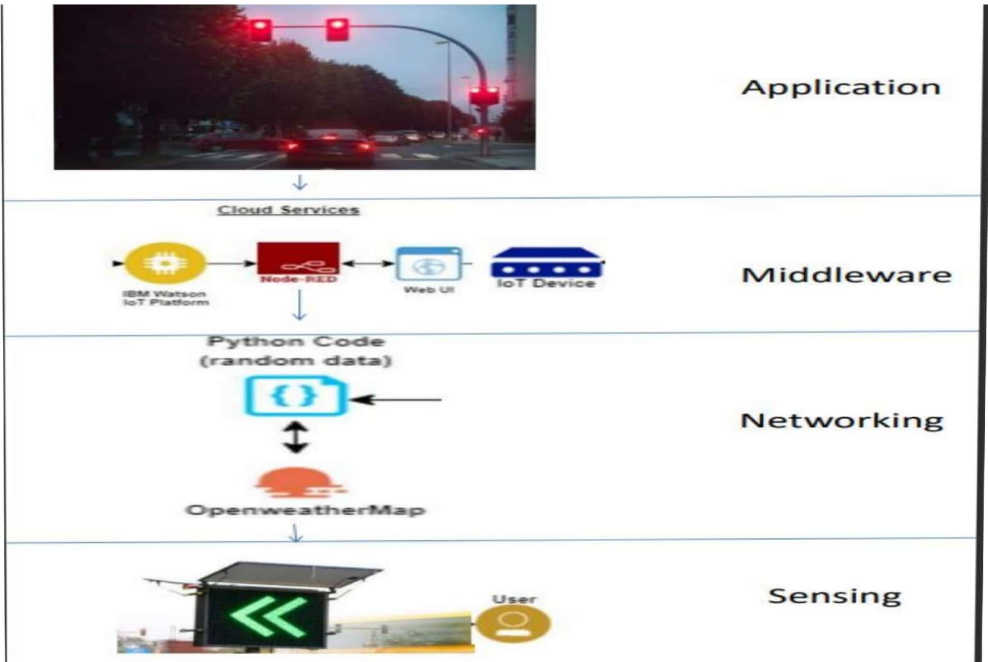 Application
Cloud Services
IBM Watson
IoT Platform
Node-RED
Web UI
IoT Device
Middleware
Python Code
(random data)
{}
Networking
OpenweatherMap
User
Sensing